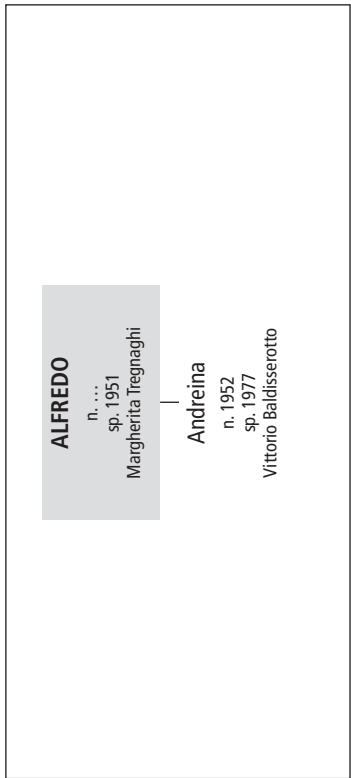 ALFREDO
n. ...
sp. 1951
Margherita Tregnaghi
Andreina
n. 1952
sp. 1977
Vittorio Baldisserotto